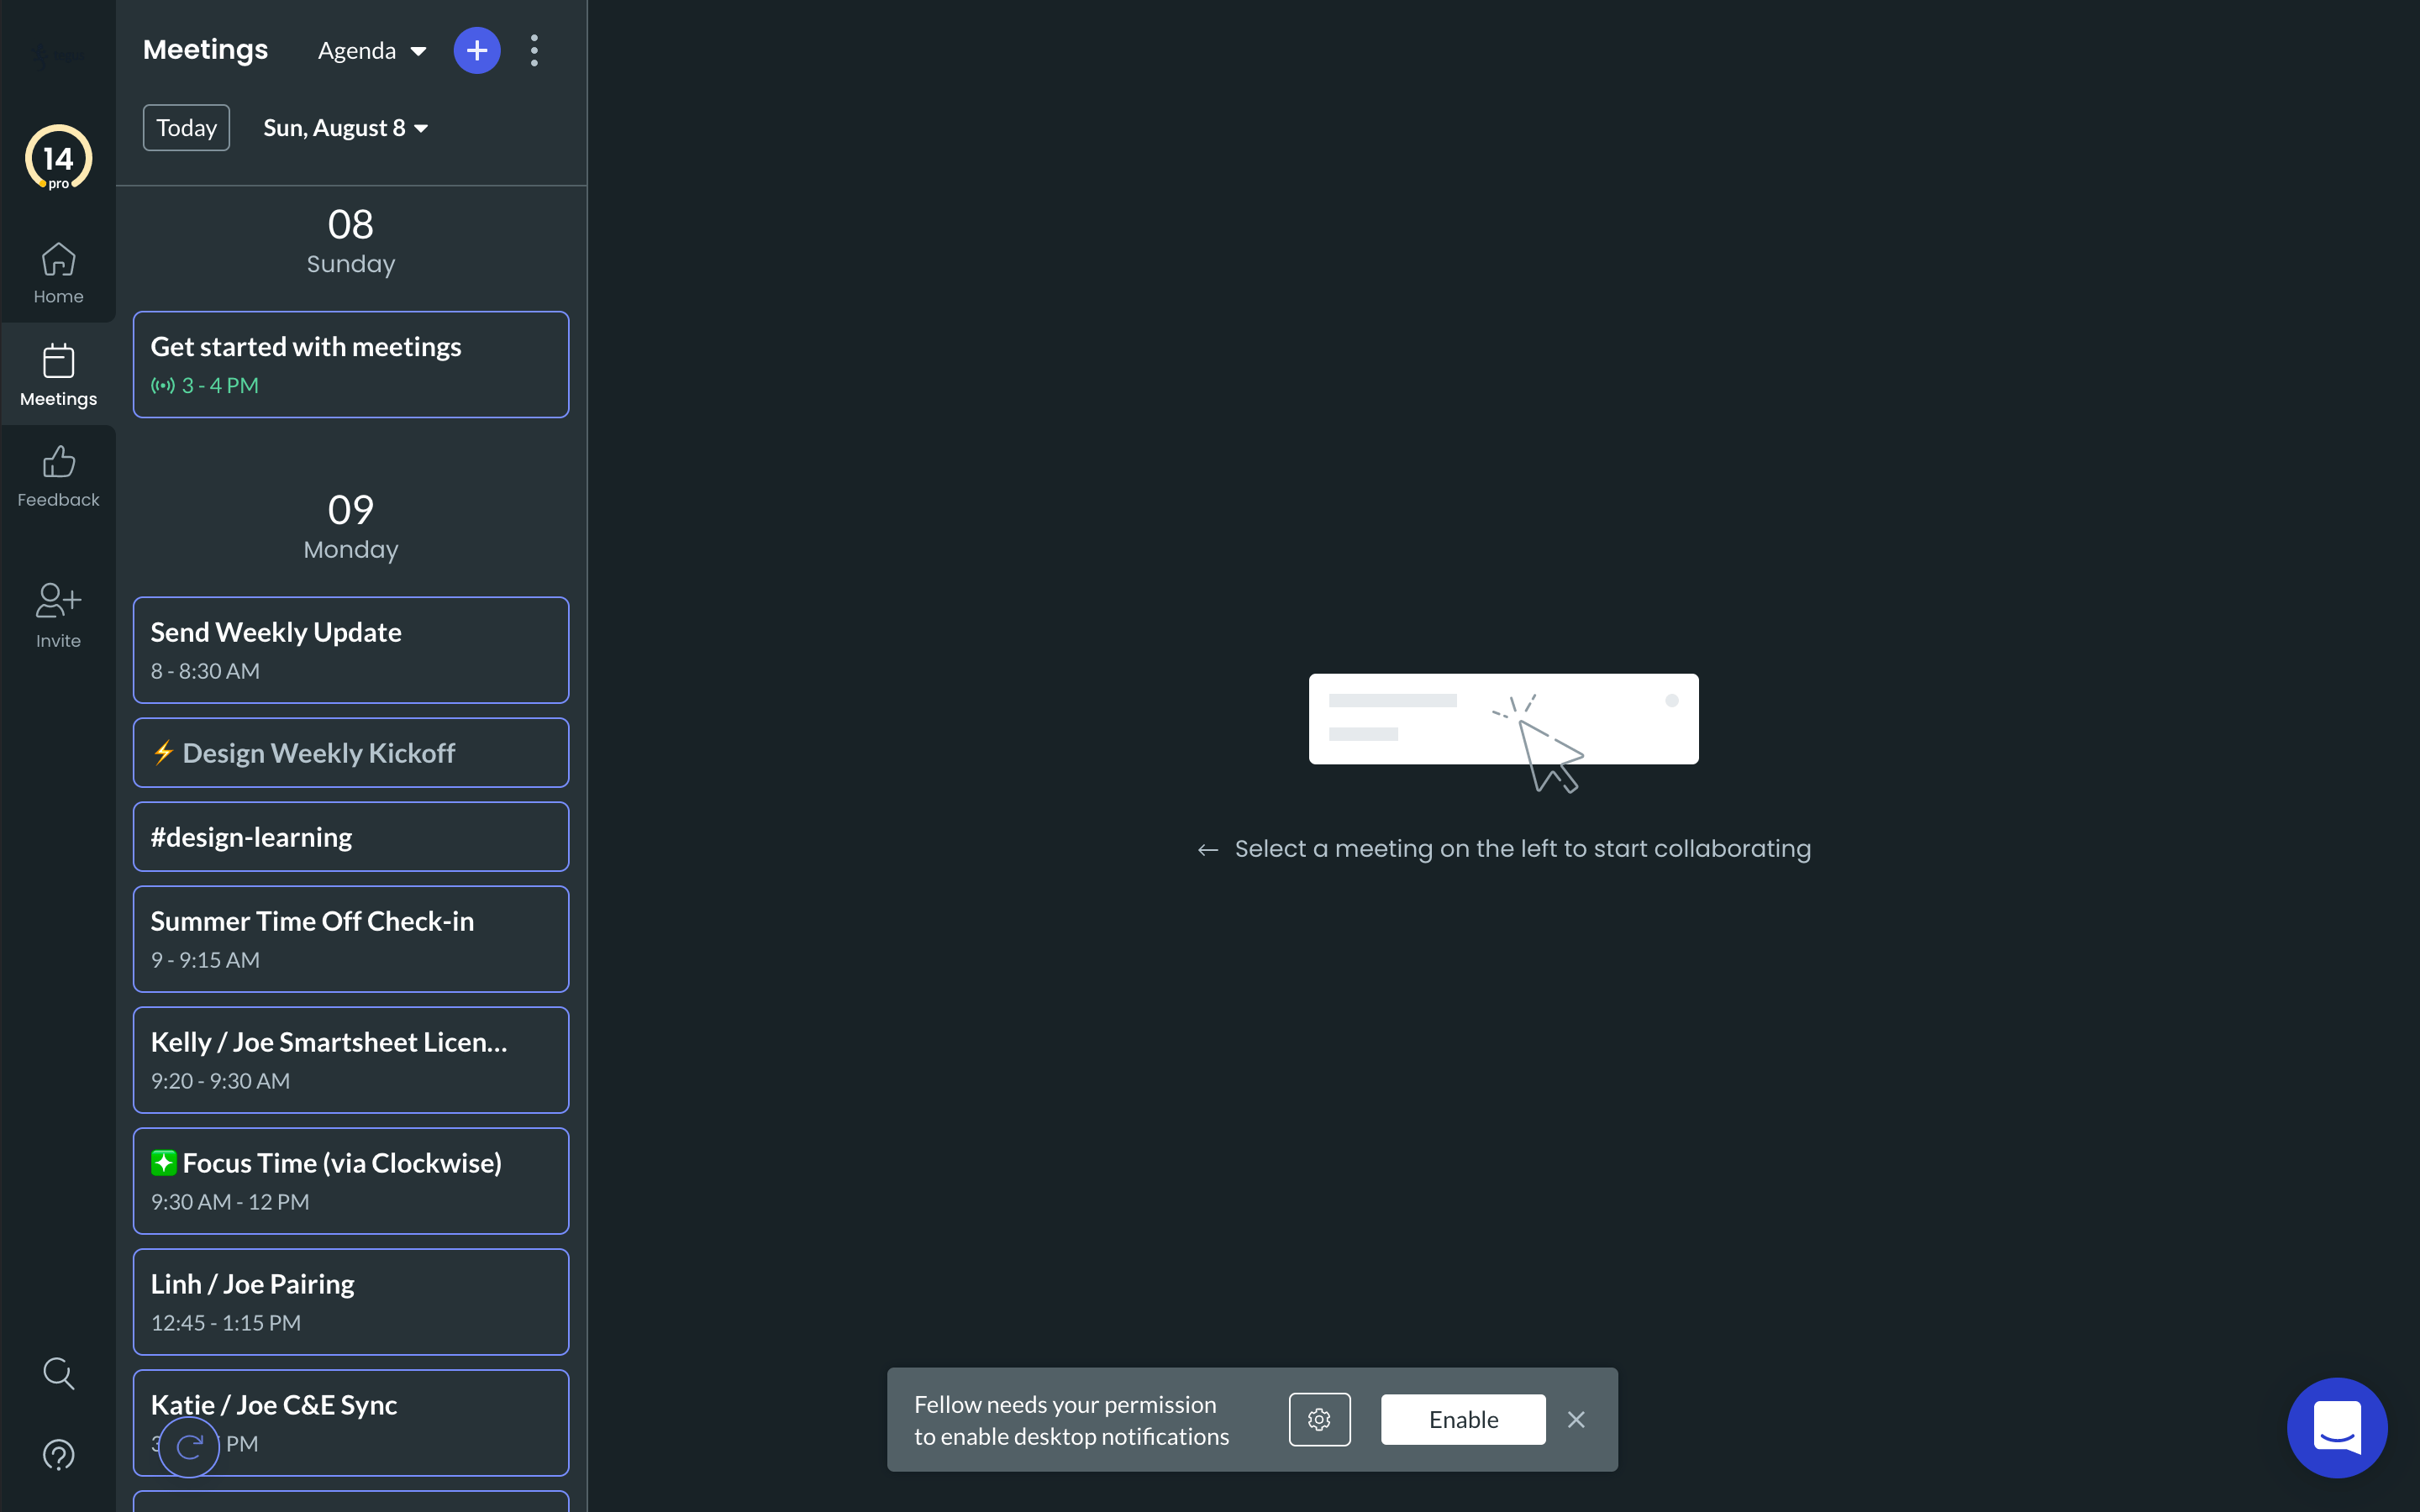 14
pro
Home
Meetings
Feedback
Invite
Meetings
Agenda
Today
Sun, August 8
08
Sunday
Get started with meetings
3 - 4 PM
09
Monday
Send Weekly Update
8 - 8:30 AM
⚡ Design Weekly Kickoff
#design-learning
Summer Time Off Check-in
9 - 9:15 AM
Kelly / Joe Smartsheet Licen...
9:20 - 9:30 AM
❇️ Focus Time (via Clockwise)
9:30 AM - 12 PM
Linh / Joe Pairing
12:45 - 1:15 PM
Katie / Joe C&E Sync
PM
← Select a meeting on the left to start collaborating
Fellow needs your permission
to enable desktop notifications
Enable